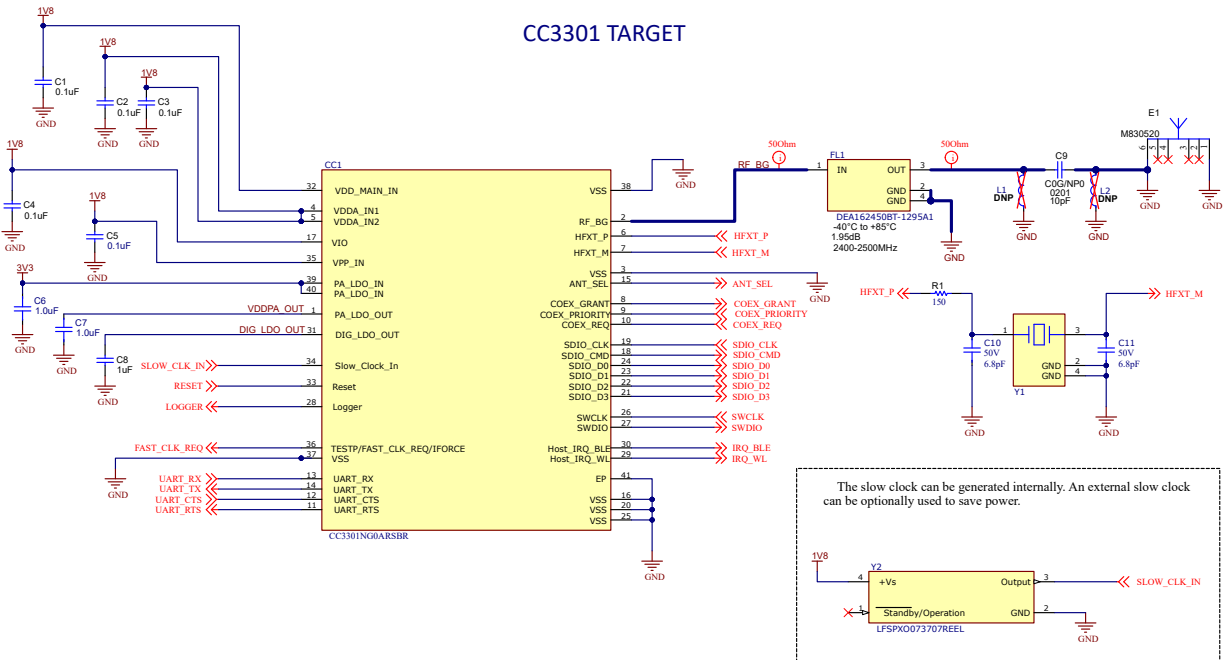 CC3301 TARGET
1V8
C1
0.1uF
GND
1V8
C2
0.1uF
GND
1V8
C3
0.1uF
GND
1V8
C4
0.1uF
GND
1V8
C5
0.1uF
GND
3V3
C6
1.0uF
GND
VDDPA_OUT
C7
1.0uF
GND
DIG_LDO_OUT
C8
1uF
GND
SLOW_CLK_IN
RESET
LOGGER
FAST_CLK_REQ
GND
UART_RX
UART_TX
UART_CTS
UART_RTS
CC1
32 VDD_MAIN_IN
4 VDDA_IN1
5 VDDA_IN2
17 VIO
35 VPP_IN
39 PA_LDO_IN
40 PA_LDO_IN
1 PA_LDO_OUT
31 DIG_LDO_OUT
34 Slow_Clock_In
33 Reset
28 Logger
36 TESTP/FAST_CLK_REQ/IFORCE
37 VSS
13 UART_RX
14 UART_TX
12 UART_CTS
11 UART_RTS
VSS 38
RF_BG 2
HFXT_P 6
HFXT_M 7
VSS 3
ANT_SEL 15
COEX_GRANT 8
COEX_PRIORITY 9
COEX_REQ 10
SDIO_CLK 19
SDIO_CMD 18
SDIO_D0 24
SDIO_D1 23
SDIO_D2 22
SDIO_D3 21
SWCLK 26
SWDIO 27
Host_IRQ_BLE 30
Host_IRQ_WL 29
EP 41
VSS 16
VSS 20
VSS 25
CC3301NG0ARSBR
GND
RF_BG
HFXT_P
HFXT_M
ANT_SEL
GND
COEX_GRANT
COEX_PRIORITY
COEX_REQ
SDIO_CLK
SDIO_CMD
SDIO_D0
SDIO_D1
SDIO_D2
SDIO_D3
SWCLK
SWDIO
IRQ_BLE
IRQ_WL
GND
50Ohm
i
FL1
1 IN
OUT 3
GND 2
GND 4
DEA162450BT-1295A1
-40°C to +85°C
1.95dB
2400-2500MHz
GND
50Ohm
i
L1
DNP
GND
C9
C0G/NP0
0201
10pF
L2
DNP
GND
E1
M830520
6 5 4 3 2 1
GND
GND
HFXT_P
R1
150
C10
50V
6.8pF
GND
1
3
GND 2
GND 4
Y1
HFXT_M
C11
50V
6.8pF
GND
The slow clock can be generated internally. An external slow clock
can be optionally used to save power.
1V8
Y2
4 +Vs
Output 3
SLOW_CLK_IN
1 Standby/Operation
GND 2
LFSPXO073707REEL
GND